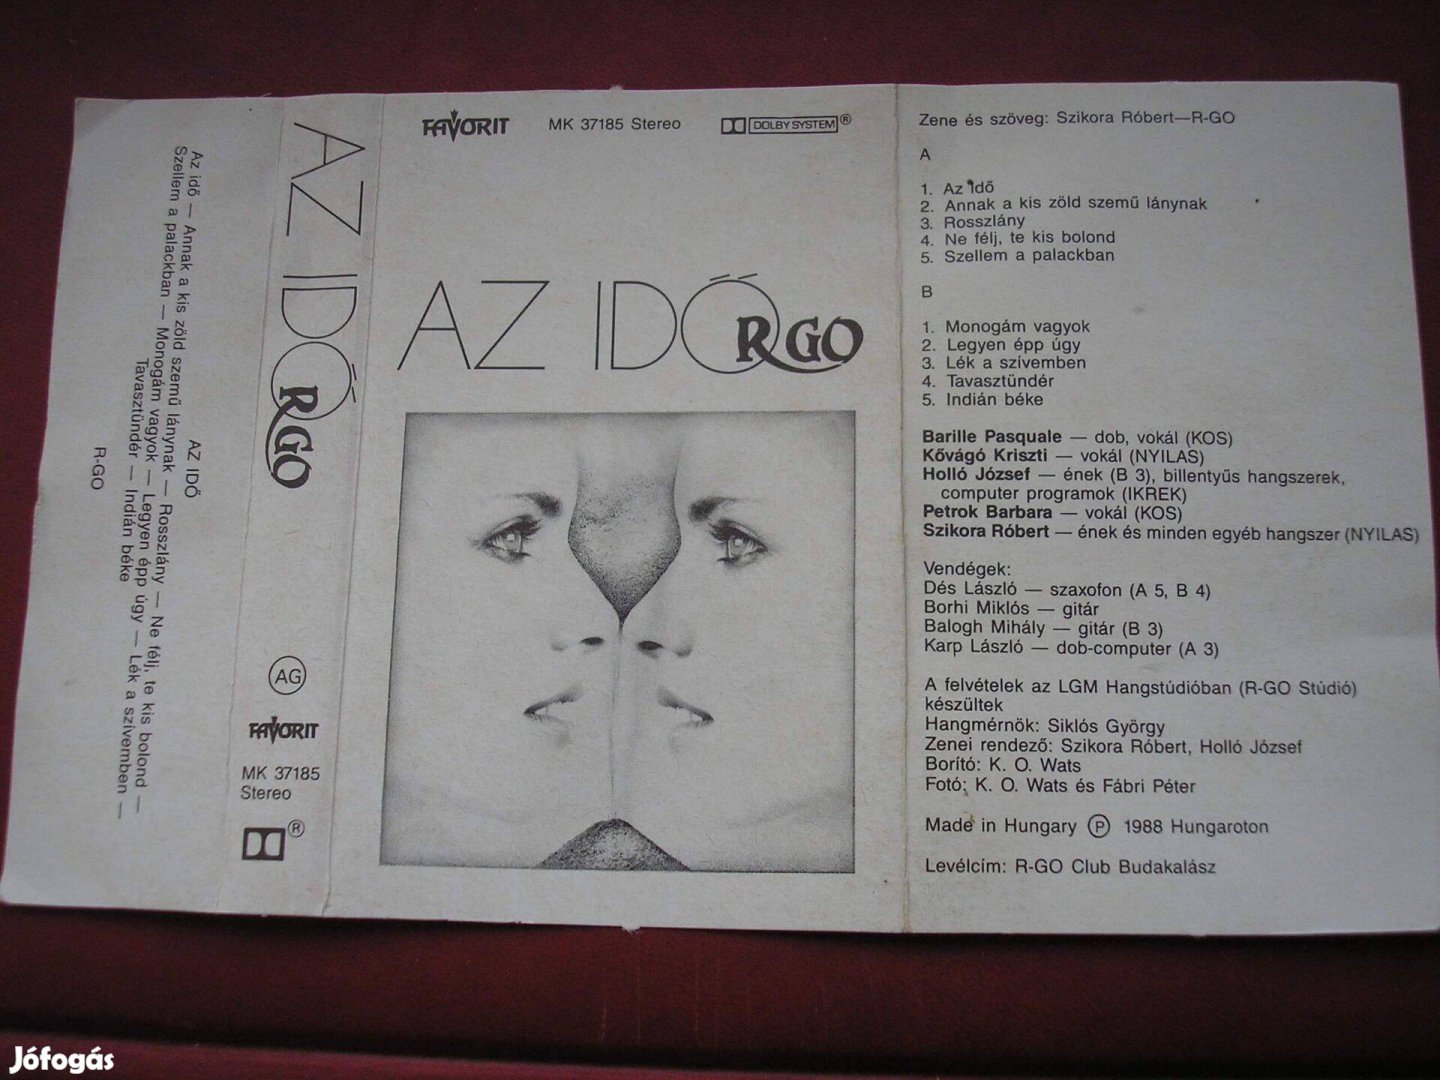 AZ IDŐ
Az idő — Annak a kis zöld szemű lánynak — Rosszlány — Ne félj, te kis bolond —
Szellem a palackban — Monogám vagyok — Legyen épp úgy — Lék a szívemben —
Tavasztündér — Indián béke
R-GO
AZ IDŐ
R GO
AG
FAVORIT
MK 37185
Stereo
®
FAVORIT
MK 37185 Stereo
DOLBY SYSTEM ®
AZ IDŐ
R GO
Zene és szöveg: Szikora Róbert—R-GO
A
1. Az Idő
2. Annak a kis zöld szemű lánynak
3. Rosszlány
4. Ne félj, te kis bolond
5. Szellem a palackban
B
1. Monogám vagyok
2. Legyen épp úgy
3. Lék a szívemben
4. Tavasztündér
5. Indián béke
Barille Pasquale — dob, vokál (KOS)
Kővágó Kriszti — vokál (NYILAS)
Holló József — ének (B 3), billentyűs hangszerek,
computer programok (IKREK)
Petrok Barbara — vokál (KOS)
Szikora Róbert — ének és minden egyéb hangszer (NYILAS)
Vendégek:
Dés László — szaxofon (A 5, B 4)
Borhi Miklós — gitár
Balogh Mihály — gitár (B 3)
Karp László — dob-computer (A 3)
A felvételek az LGM Hangstúdióban (R-GO Stúdió)
készültek
Hangmérnök: Siklós György
Zenei rendező: Szikora Róbert, Holló József
Borító: K. O. Wats
Fotó: K. O. Wats és Fábri Péter
Made in Hungary Ⓟ 1988 Hungaroton
Levélcím: R-GO Club Budakalász
Jófogás